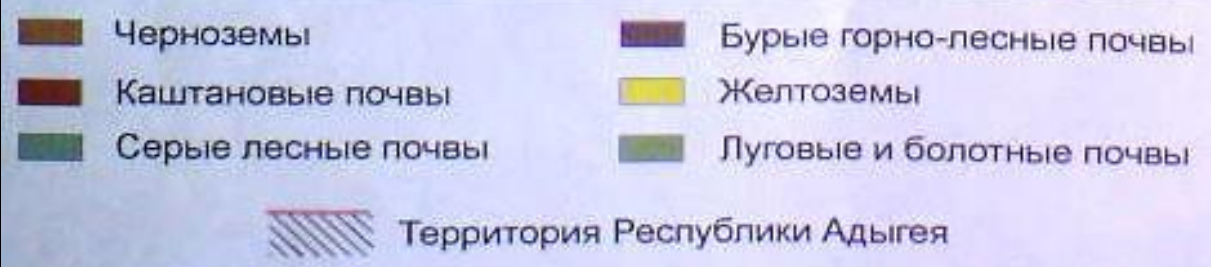 Черноземы
Каштановые почвы
Серые лесные почвы
Бурые горно-лесные почвы
Желтоземы
Луговые и болотные почвы
Территория Республики Адыгея